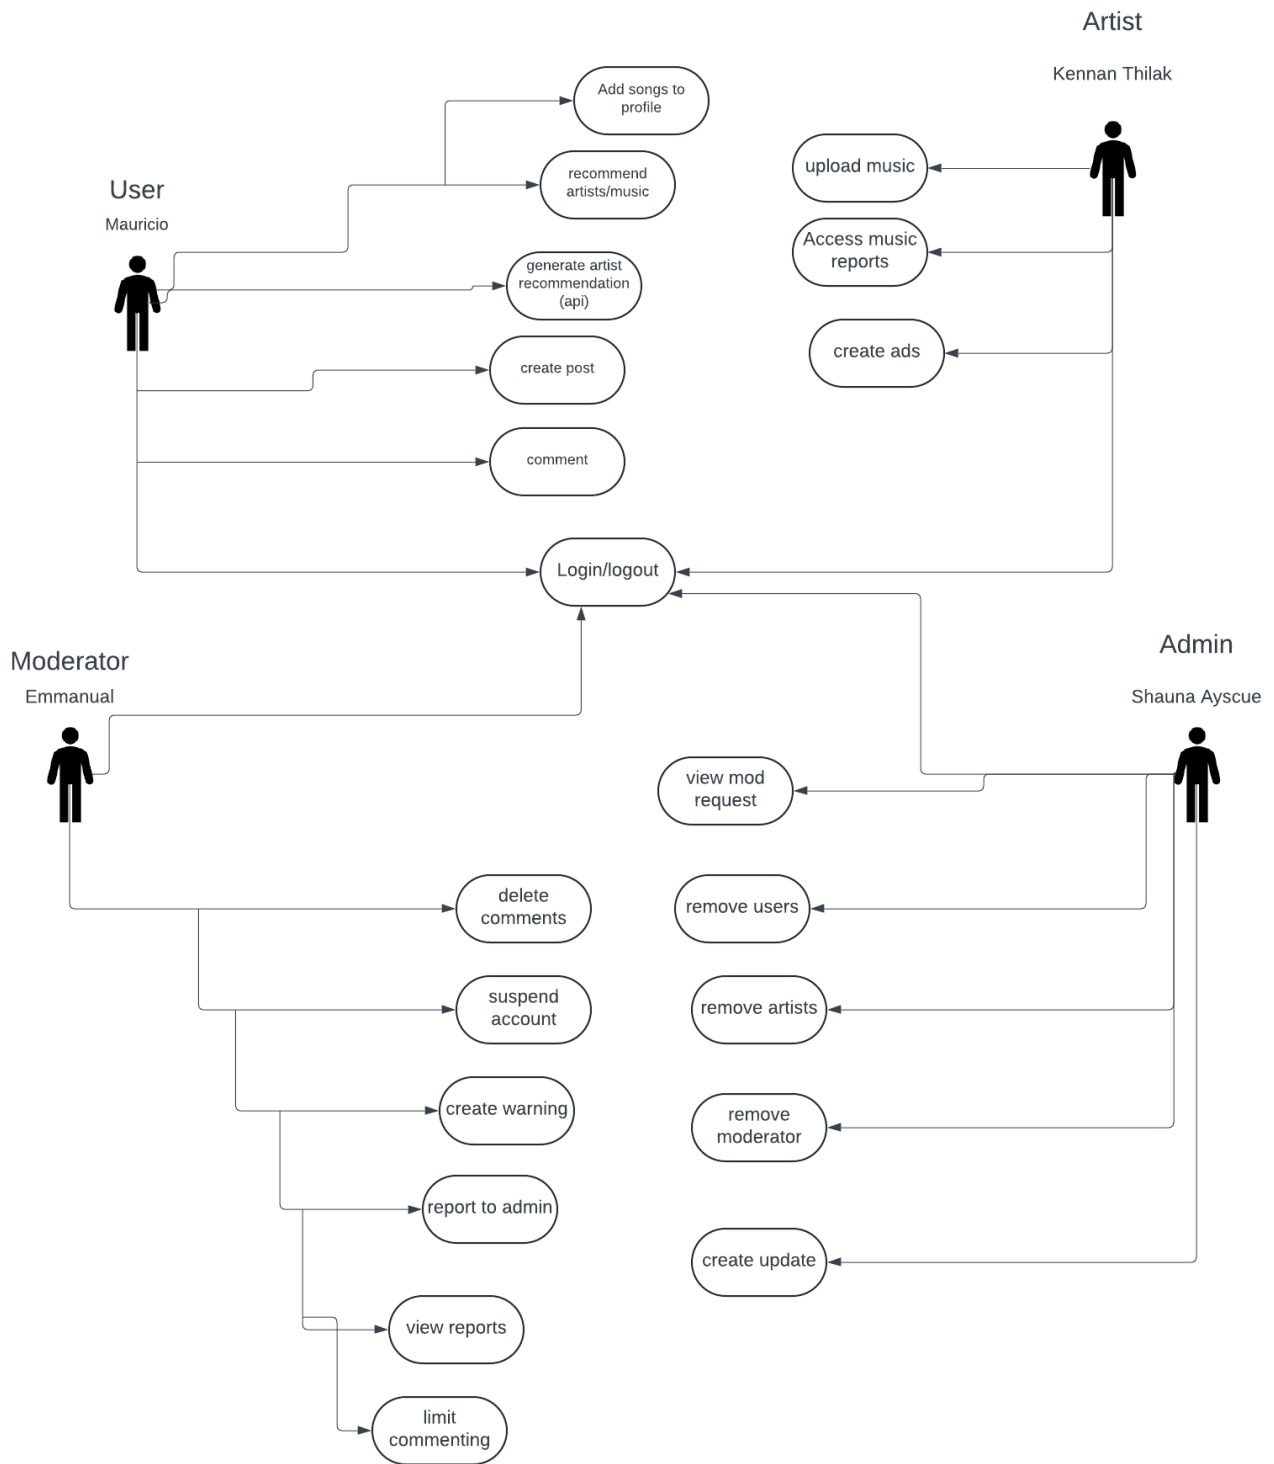 Artist
Kennan Thilak
Add songs to
profile
upload music
recommend
artists/music
User
Mauricio
Access music
reports
generate artist
recommendation
(api)
create ads
create post
comment
Login/logout
Moderator
Emmanual
Admin
Shauna Ayscue
view mod
request
delete
comments
remove users
suspend
account
remove artists
create warning
remove
moderator
report to admin
create update
view reports
limit
commenting